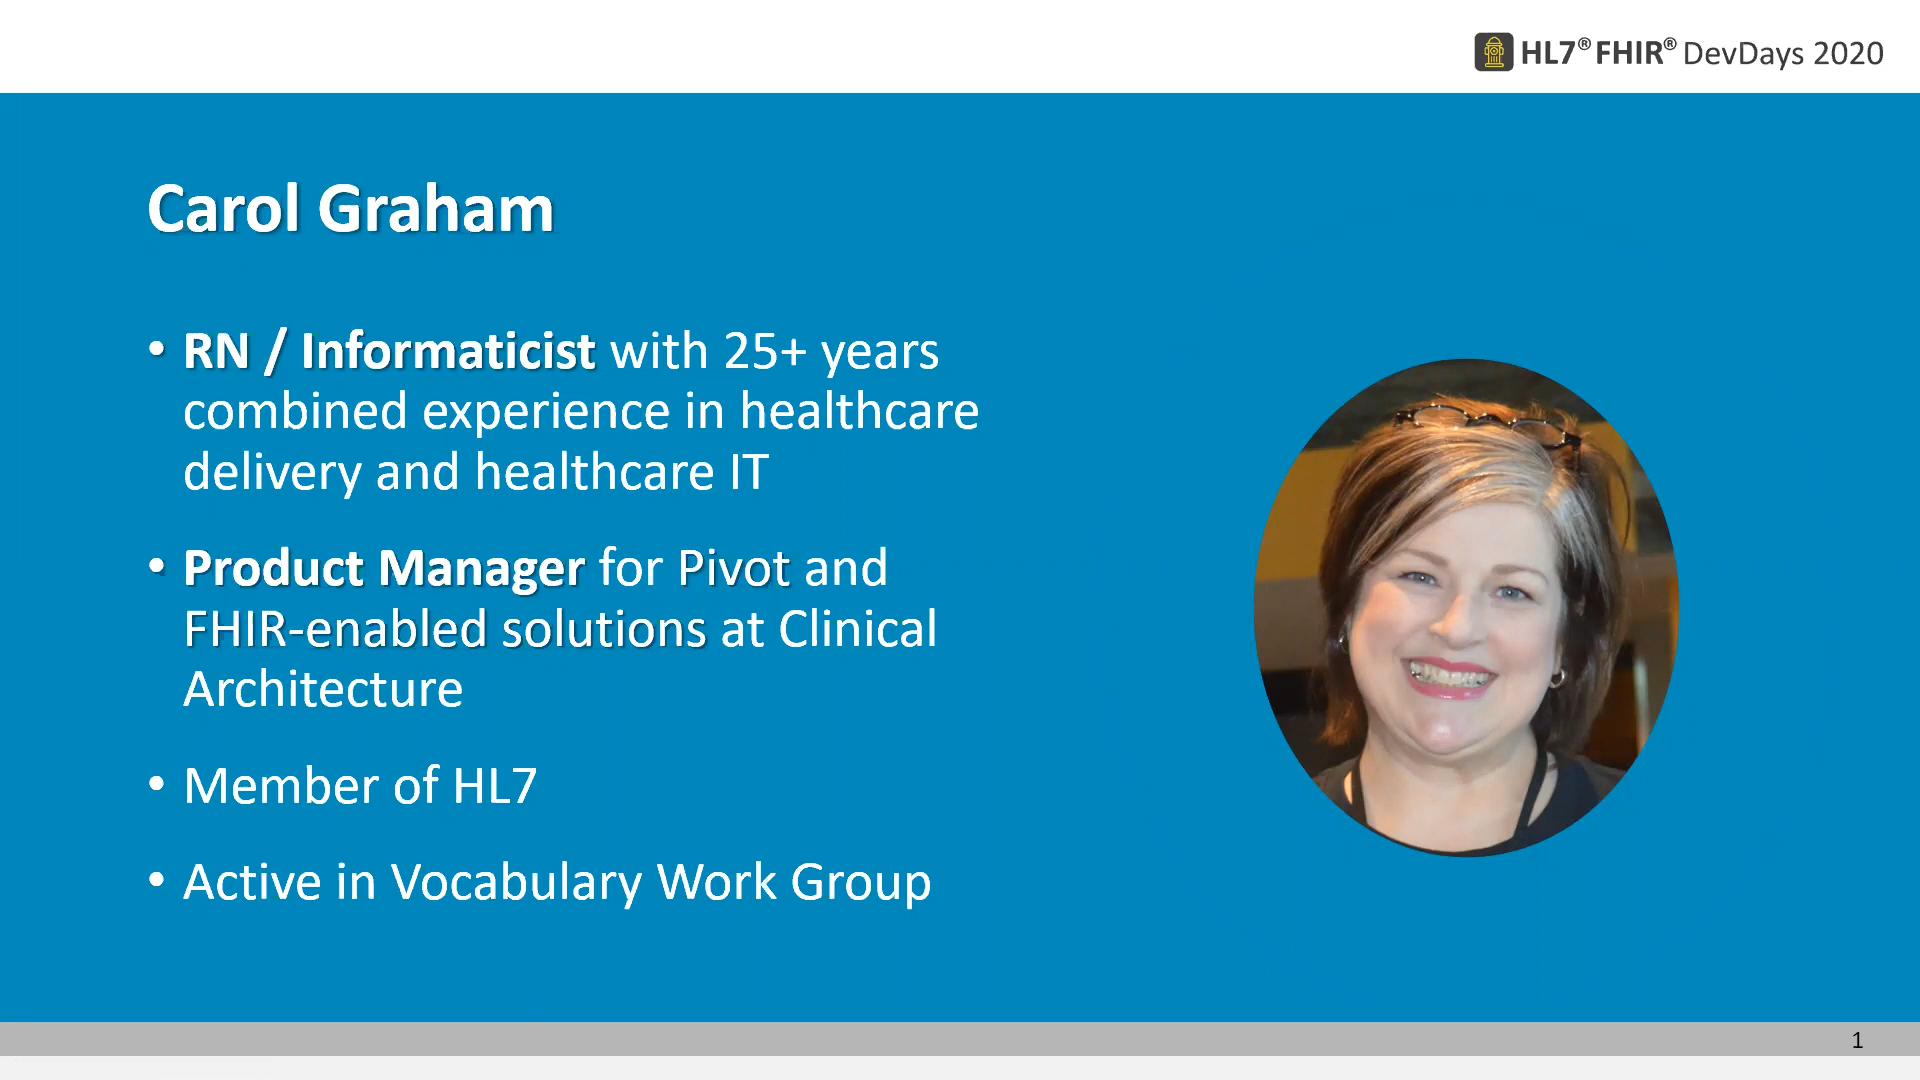 HL7® FHIR® DevDays 2020
Carol Graham
• RN / Informaticist with 25+ years
combined experience in healthcare
delivery and healthcare IT
• Product Manager for Pivot and
FHIR-enabled solutions at Clinical
Architecture
• Member of HL7
• Active in Vocabulary Work Group
1